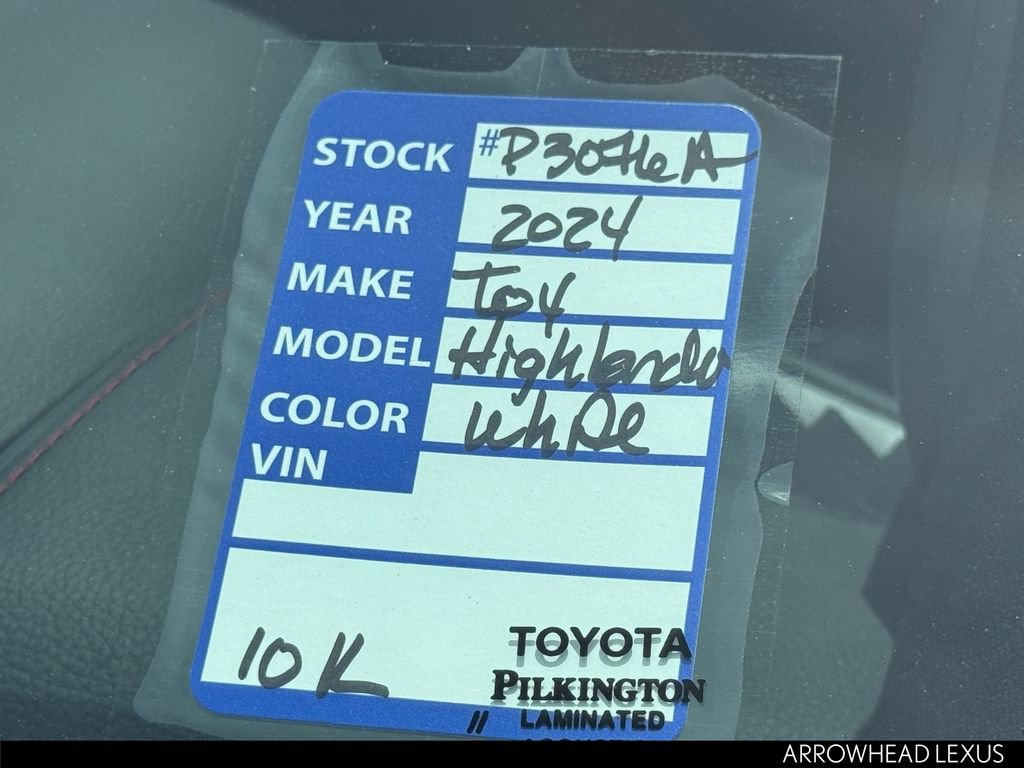 STOCK #P3076A
YEAR 2024
MAKE Toy
MODEL Highlander
COLOR white
VIN
10K
TOYOTA
PILKINGTON
// LAMINATED
ARROWHEAD LEXUS